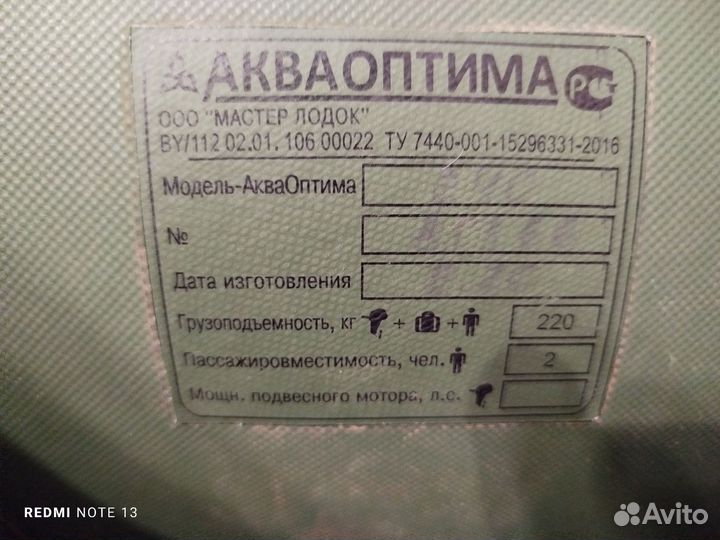 АКВАОПТИМА РСТ
ООО "МАСТЕР ЛОДОК"
BY/112 02.01. 106 00022 ТУ 7440-001-15296331-2016
Модель-АкваОптима
№
Дата изготовления
Грузоподъемность, кг + + 220
Пассажировместимость, чел. 2
Мощн. подвесного мотора, л.с.
REDMI NOTE 13
Avito